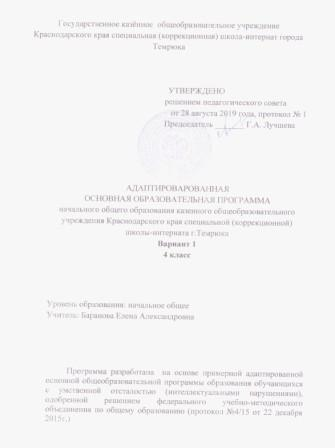 Государственное казённое общеобразовательное учреждение
Краснодарского края специальная (коррекционная) школа-интернат города
Темрюка
УТВЕРЖДЕНО
решением педагогического совета
от 28 августа 2019 года, протокол № 1
Председатель _______ Г.А. Лучшева
АДАПТИРОВАРОВАННАЯ
ОСНОВНАЯ ОБРАЗОВАТЕЛЬНАЯ ПРОГРАММА
начального общего образования казенного общеобразовательного
учреждения Краснодарского края специальной (коррекционной)
школы-интерната г.Темрюка
Вариант 1
4 класс
Уровень образования: начальное общее
Учитель: Баранова Елена Александровна
Программа разработана на основе примерной адаптированной
основной общеобразовательной программы образования обучающихся
с умственной отсталостью (интеллектуальными нарушениями),
одобренной решением федерального учебно-методического
объединения по общему образованию (протокол №4/15 от 22 декабря
2015г.)